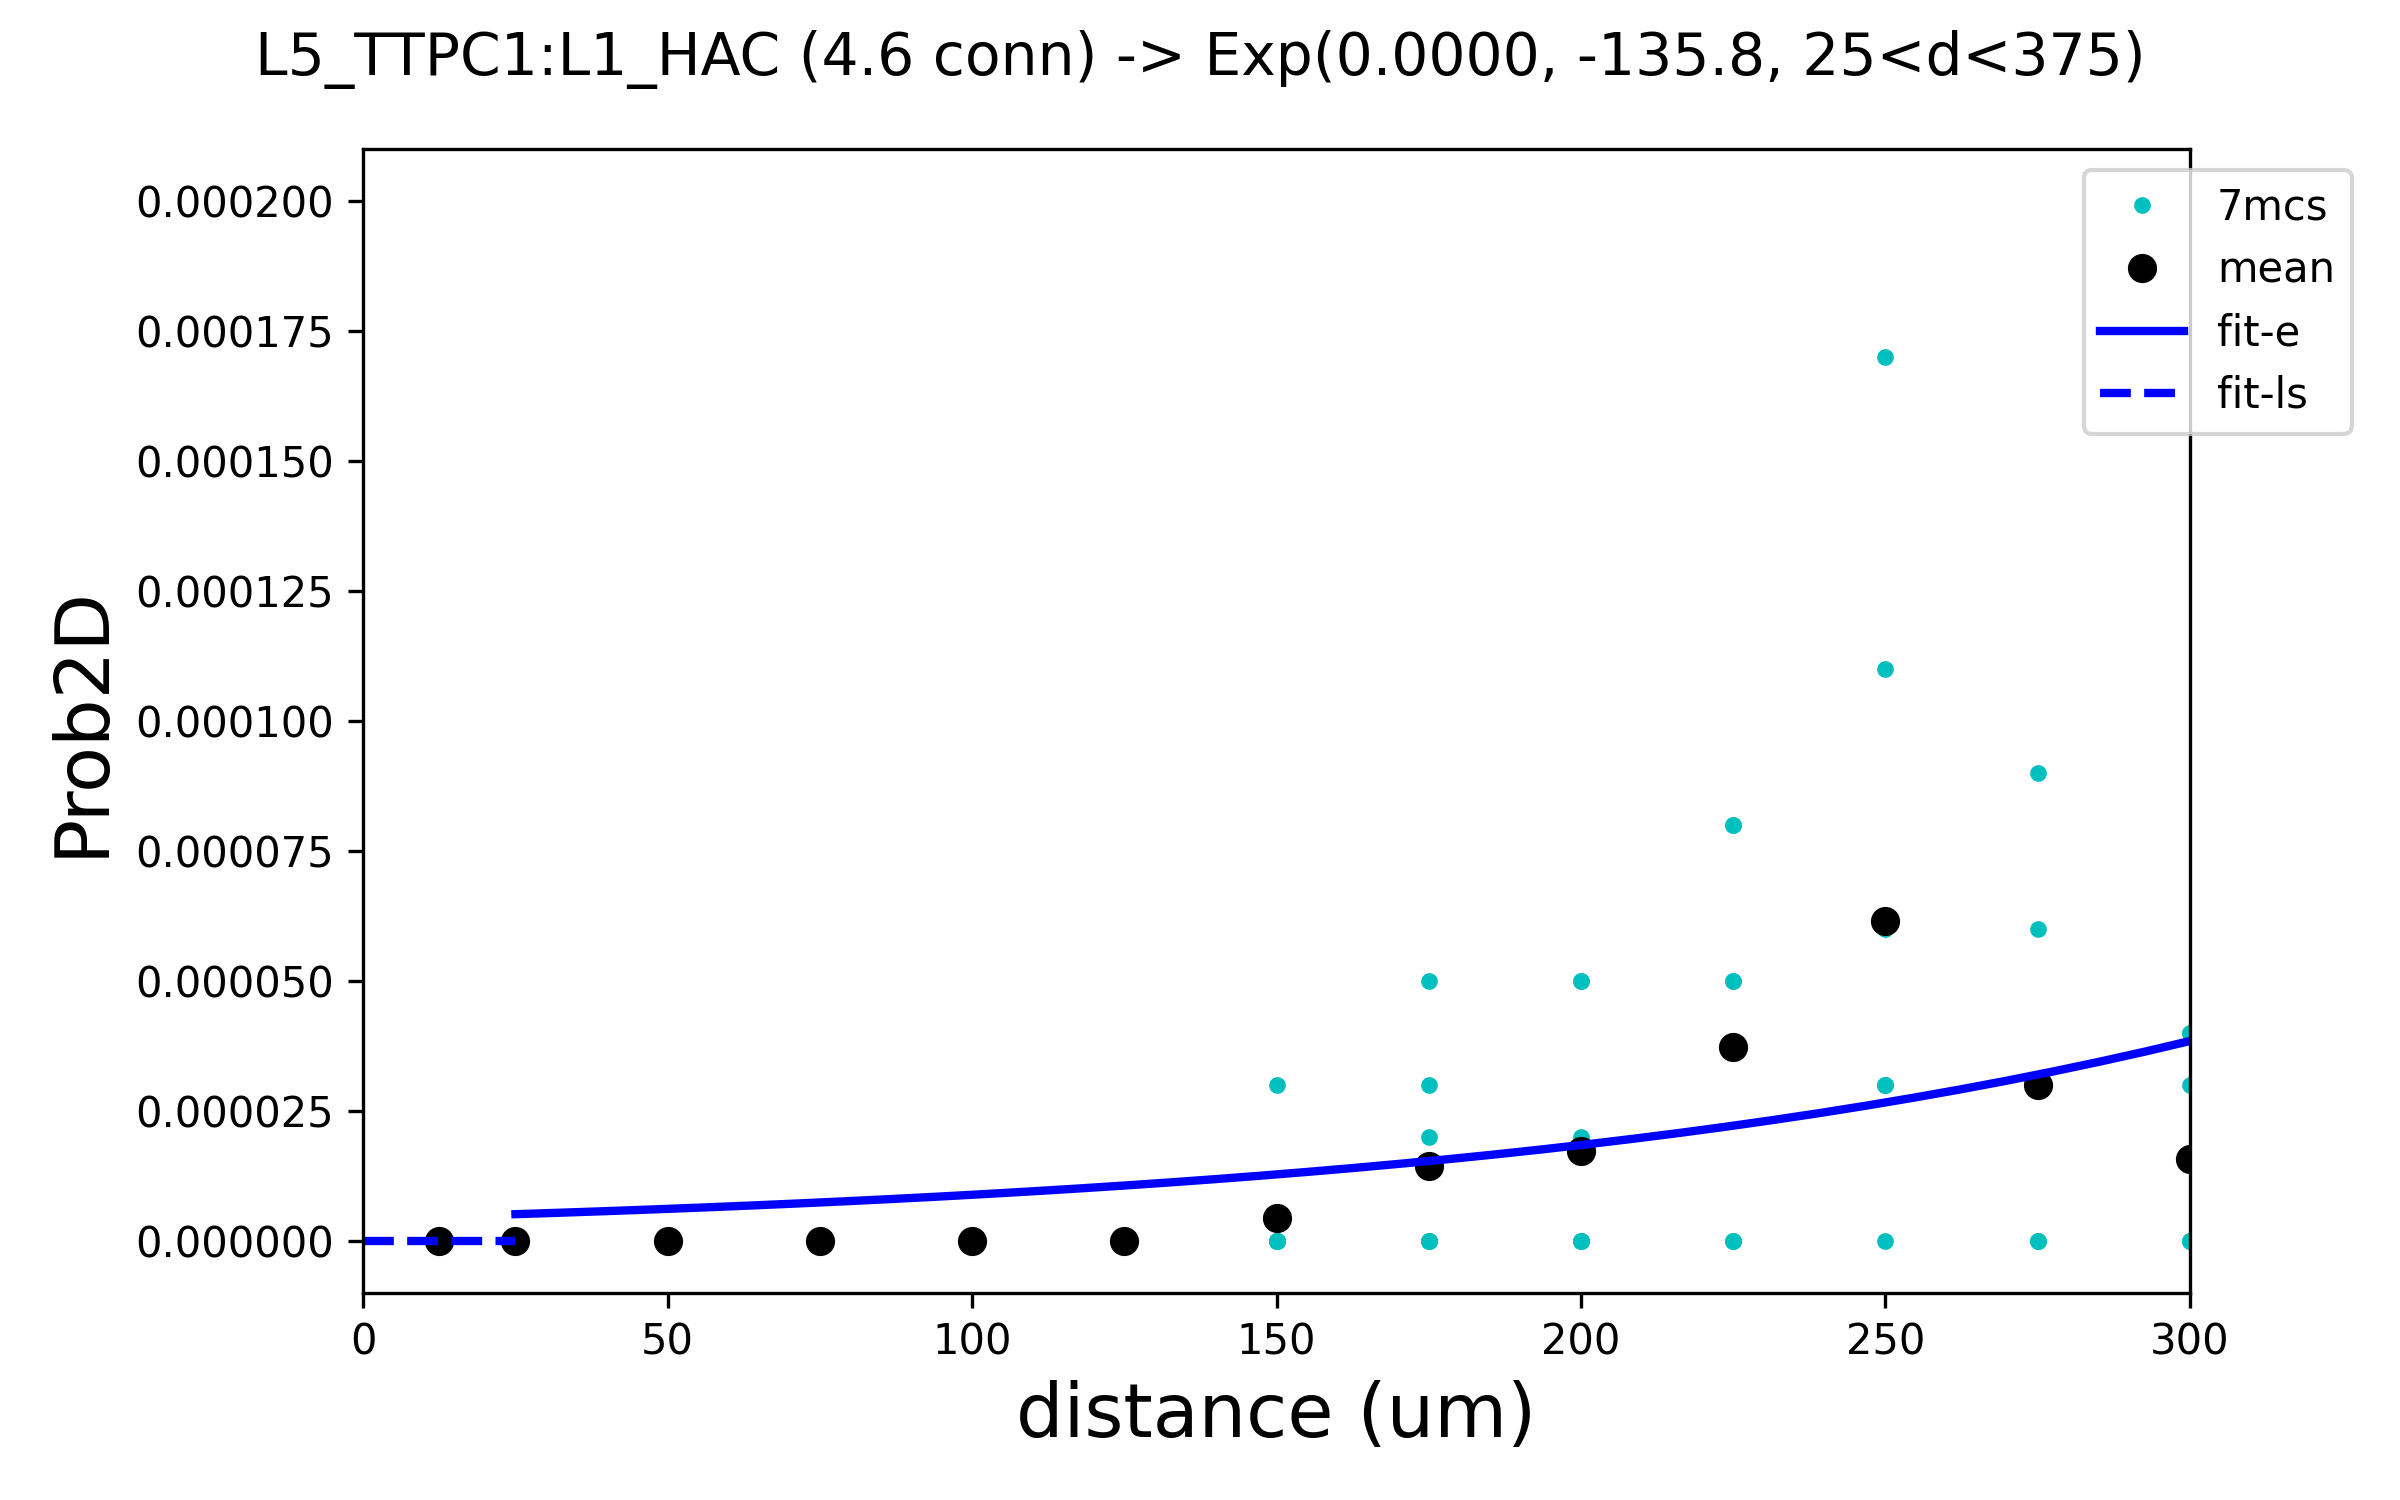 L5_TTPC1:L1_HAC (4.6 conn) -> Exp(0.0000, -135.8, 25<d<375)
0.000200
0.000175
0.000150
0.000125
0.000100
0.000075
0.000050
0.000025
0.000000
Prob2D
7mcs
mean
fit-e
fit-ls
0 50 100 150 200 250 300
distance (um)